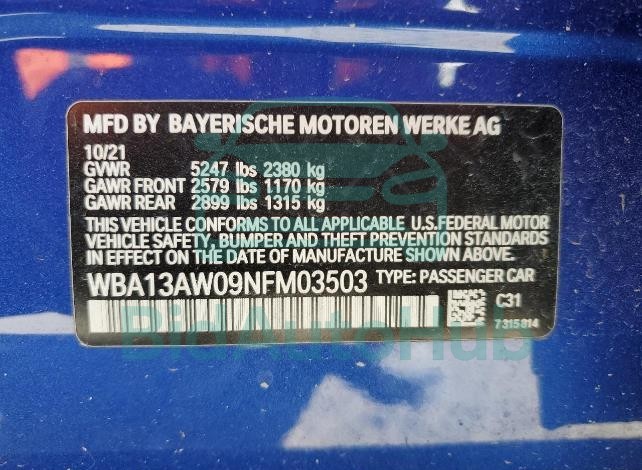 MFD BY BAYERISCHE MOTOREN WERKE AG
10/21
GVWR 5247 lbs 2380 kg
GAWR FRONT 2579 lbs 1170 kg
GAWR REAR 2899 lbs 1315 kg
THIS VEHICLE CONFORMS TO ALL APPLICABLE U.S.FEDERAL MOTOR
VEHICLE SAFETY, BUMPER AND THEFT PREVENTION STANDARDS
IN EFFECT ON THE DATE OF MANUFACTURE SHOWN ABOVE.
WBA13AW09NFM03503 TYPE: PASSENGER CAR
C31
7315814
BidAutoHub